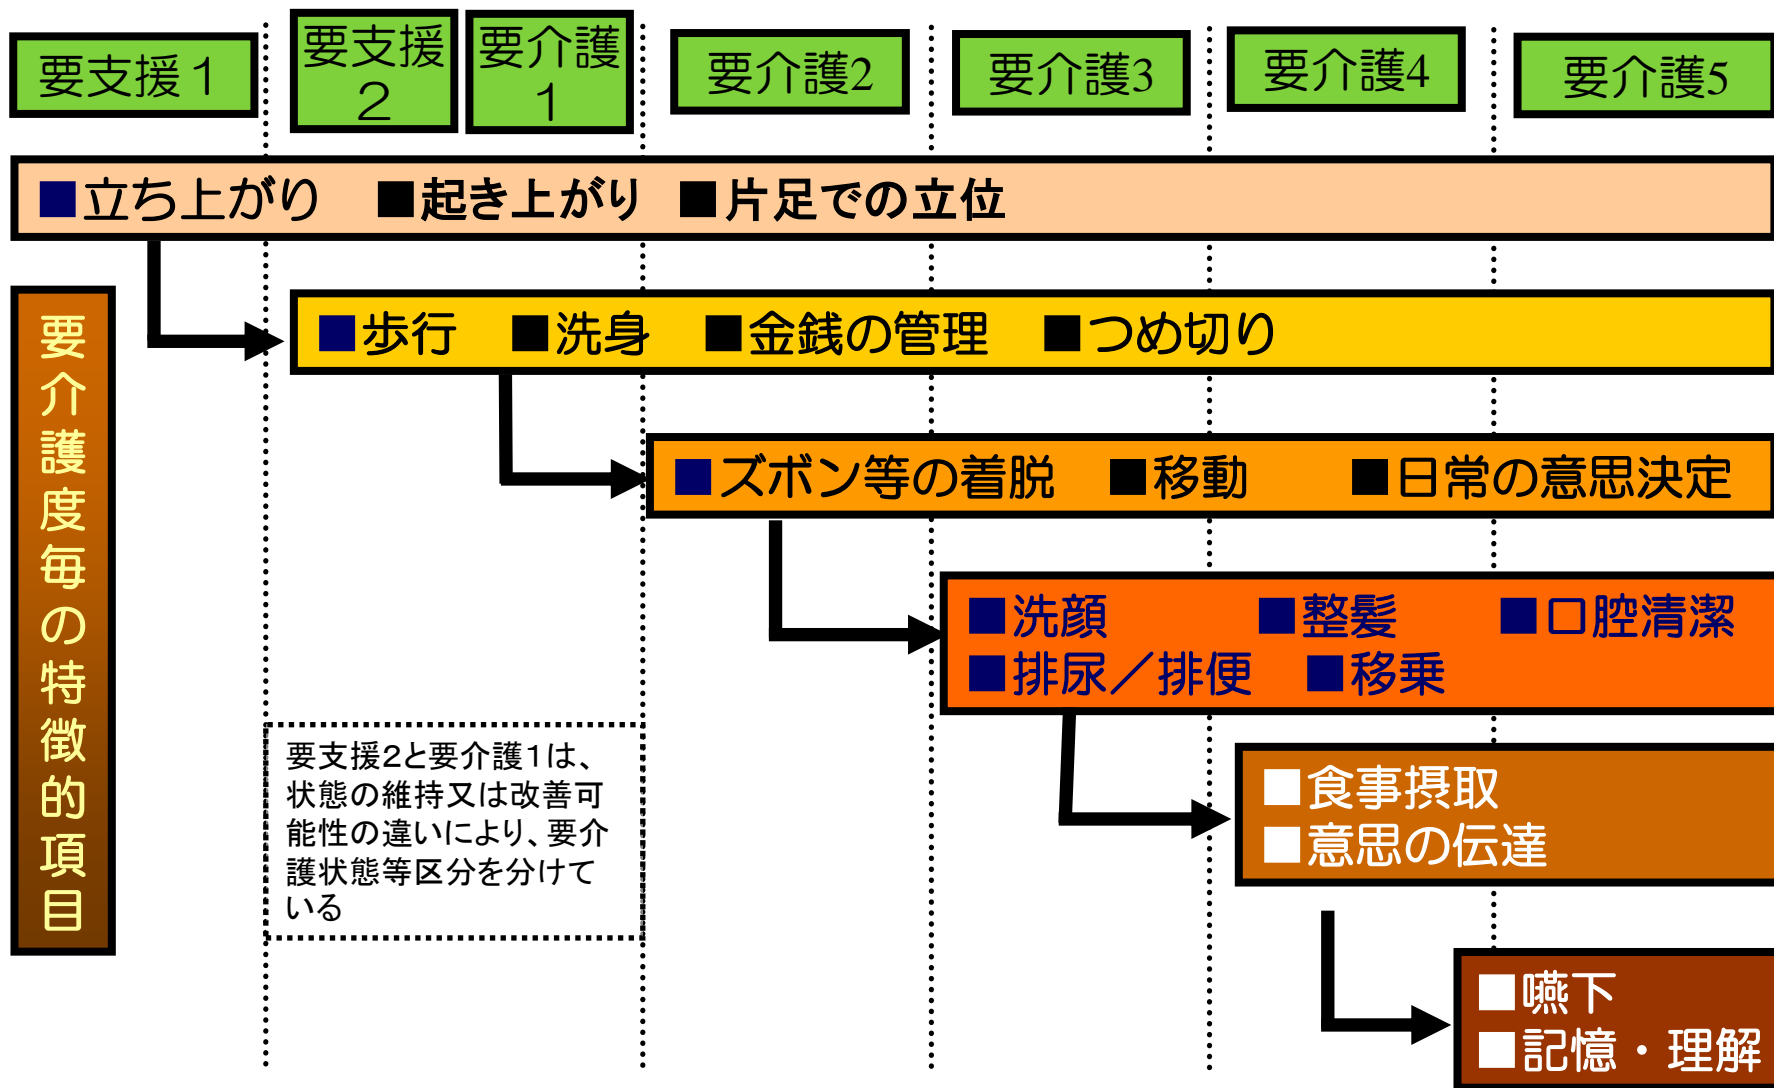 要支援1
要支援
2
要介護
1
要介護2
要介護3
要介護4
要介護5
■立ち上がり ■起き上がり ■片足での立位
要介護度毎の特徴的項目
■歩行 ■洗身 ■金銭の管理 ■つめ切り
■ズボン等の着脱 ■移動 ■日常の意思決定
■洗顔 ■整髪 ■口腔清潔
■排尿/排便 ■移乗
要支援2と要介護1は、
状態の維持又は改善可
能性の違いにより、要介
護状態等区分を分けて
いる
■食事摂取
■意思の伝達
■嚥下
■記憶・理解